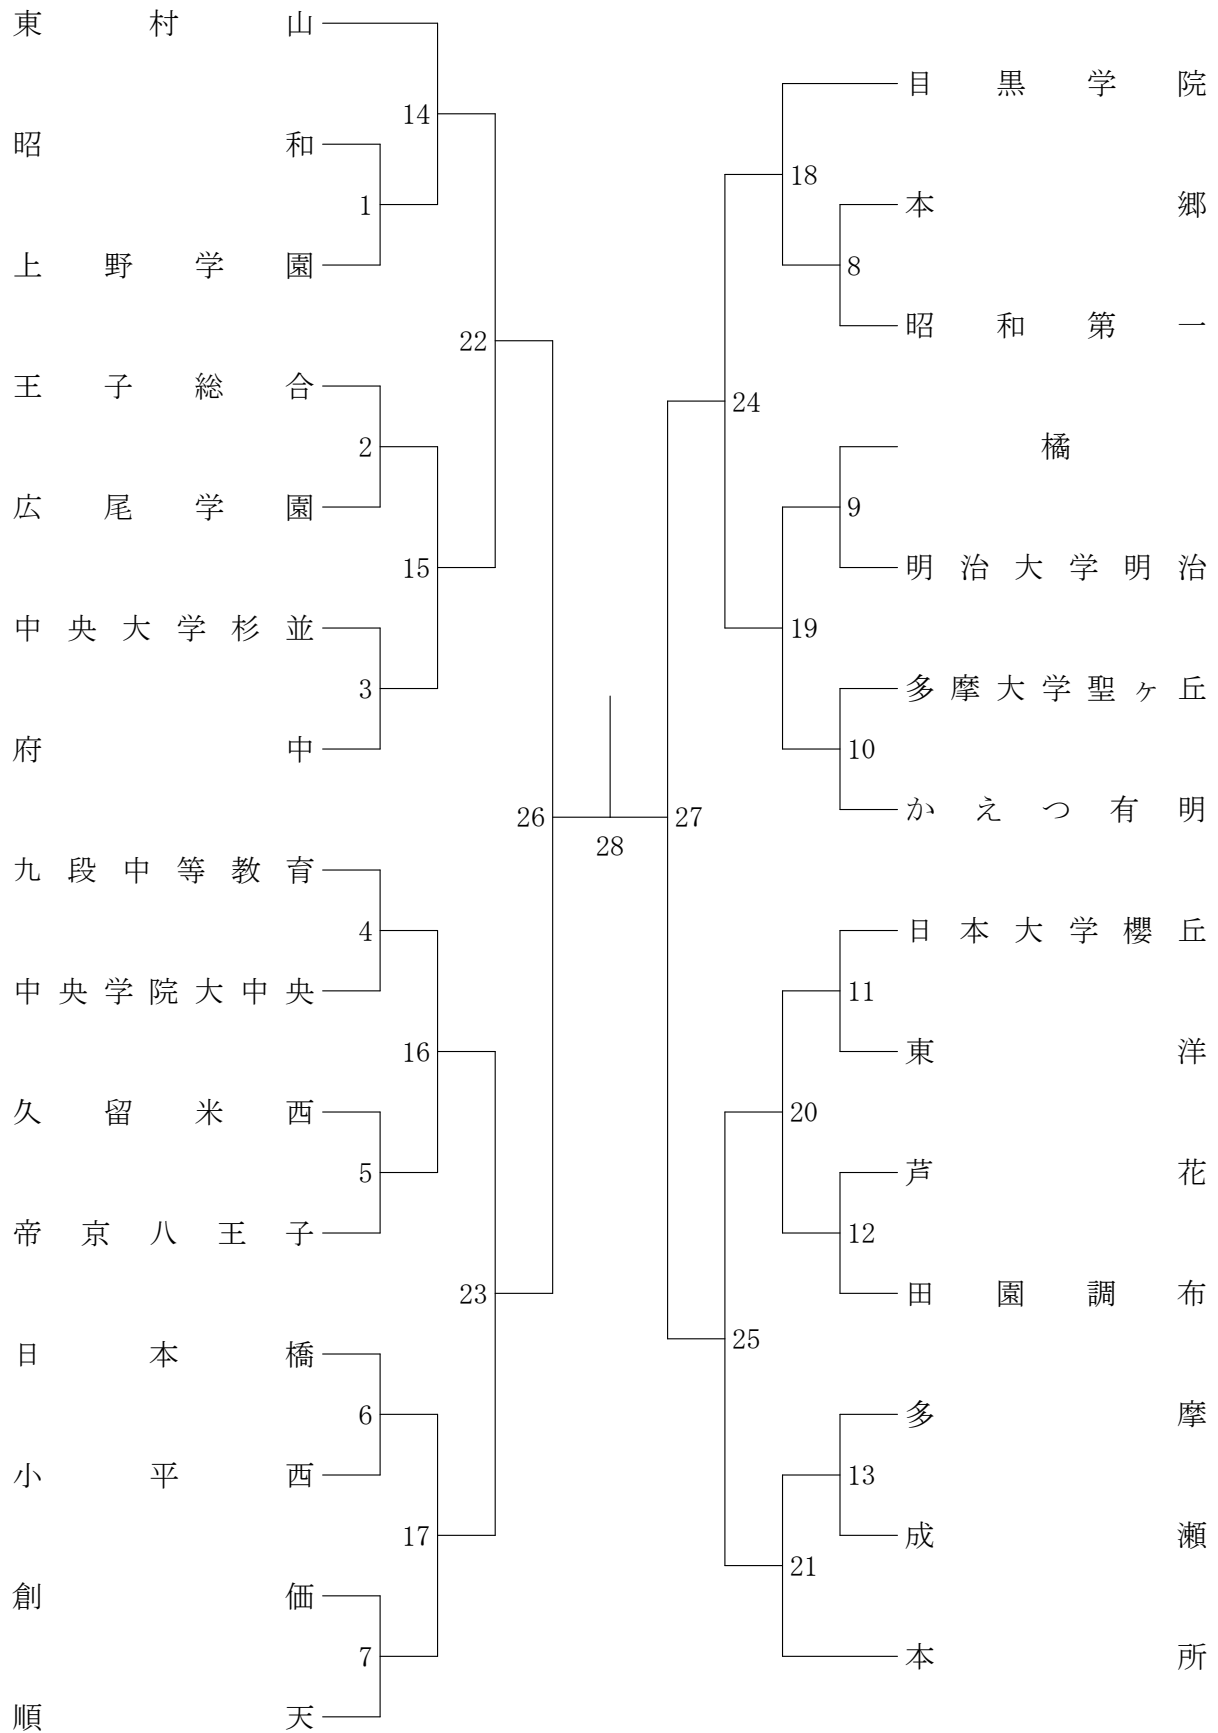 東村山
14
昭和
1
上野学園
22
王子総合
2
広尾学園
15
中央大学杉並
3
府中
26
九段中等教育
4
中央学院大中央
16
久留米西
5
帝京八王子
23
日本橋
6
小平西
17
創価
7
順天
28
目黒学院
18
本郷
8
昭和第一
24
橘
9
明治大学明治
19
多摩大学聖ヶ丘
10
かえつ有明
27
日本大学櫻丘
11
東洋
20
芦花
12
田園調布
25
多摩
13
成瀬
21
本所